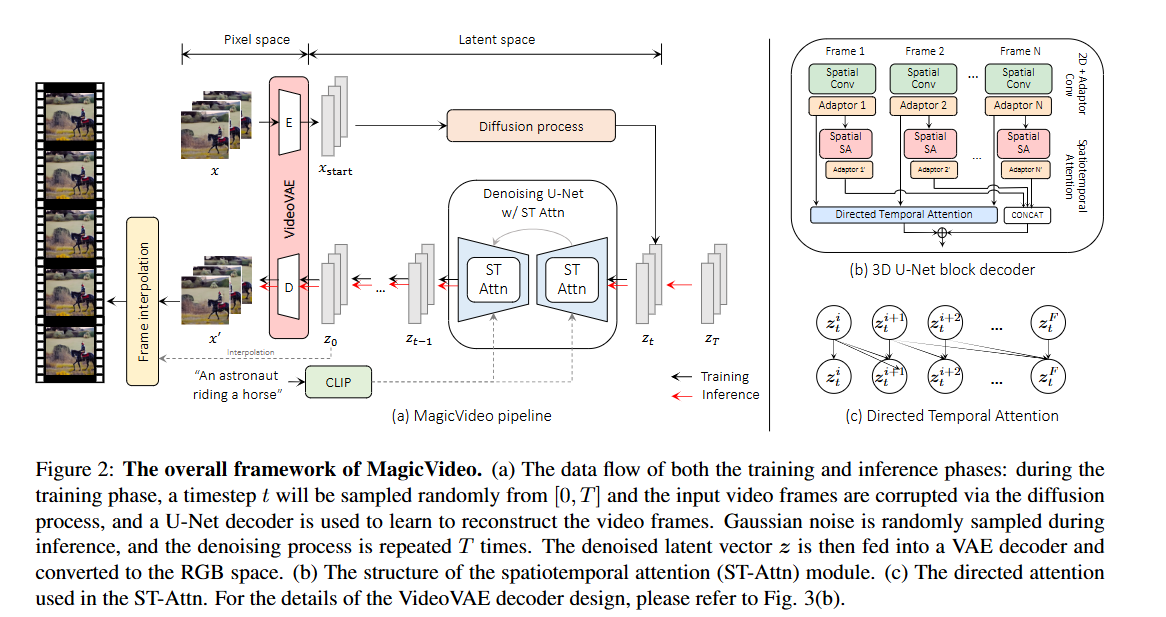 Pixel space
Latent space
E
x
x_start
Diffusion process
VideoVAE
Denoising U-Net
w/ ST Attn
ST
Attn
ST
Attn
D
...
Frame interpolation
x′
z_0
z_{t−1}
z_t
z_T
Interpolation
“An astronaut
riding a horse”
CLIP
Training
Inference
(a) MagicVideo pipeline
Frame 1
Frame 2
Frame N
Spatial
Conv
Spatial
Conv
...
Spatial
Conv
Adaptor 1
Adaptor 2
Adaptor N
2D + Adaptor
Conv
Spatial
SA
Spatial
SA
...
Spatial
SA
Adaptor 1'
Adaptor 2'
Adaptor N'
Spatiotemporal
Attention
Directed Temporal Attention
CONCAT
(b) 3D U-Net block decoder
z_t^i
z_t^{i+1}
z_t^{i+2}
...
z_t^F
z_t^i
z_t^{i+1}
z_t^{i+2}
...
z_t^F
(c) Directed Temporal Attention
Figure 2: The overall framework of MagicVideo. (a) The data flow of both the training and inference phases: during the
training phase, a timestep t will be sampled randomly from [0, T] and the input video frames are corrupted via the diffusion
process, and a U-Net decoder is used to learn to reconstruct the video frames. Gaussian noise is randomly sampled during
inference, and the denoising process is repeated T times. The denoised latent vector z is then fed into a VAE decoder and
converted to the RGB space. (b) The structure of the spatiotemporal attention (ST-Attn) module. (c) The directed attention
used in the ST-Attn. For the details of the VideoVAE decoder design, please refer to Fig. 3(b).